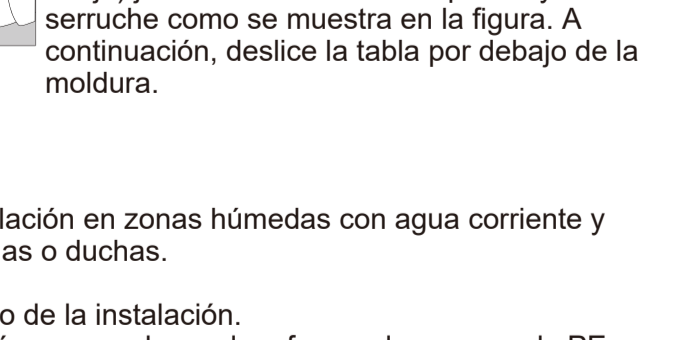 serruche como se muestra en la figura. A
continuación, deslice la tabla por debajo de la
moldura.
lación en zonas húmedas con agua corriente y
as o duchas.
o de la instalación.